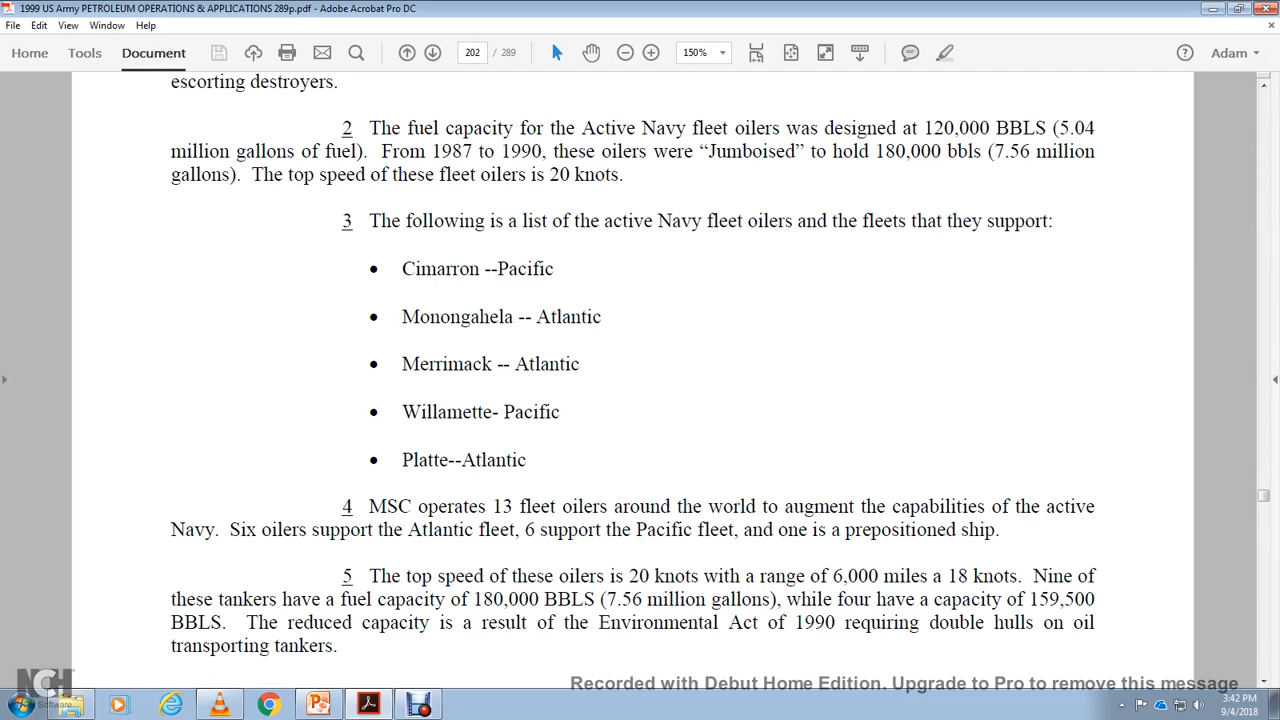 1999 US Army PETROLEUM OPERATIONS & APPLICATIONS 289p.pdf - Adobe Acrobat Pro DC
File Edit View Window Help
Home Tools Document 202 / 289 150% Adam
escorting destroyers.
2 The fuel capacity for the Active Navy fleet oilers was designed at 120,000 BBLS (5.04
million gallons of fuel). From 1987 to 1990, these oilers were “Jumboised” to hold 180,000 bbls (7.56 million
gallons). The top speed of these fleet oilers is 20 knots.
3 The following is a list of the active Navy fleet oilers and the fleets that they support:
• Cimarron --Pacific
• Monongahela -- Atlantic
• Merrimack -- Atlantic
• Willamette- Pacific
• Platte--Atlantic
4 MSC operates 13 fleet oilers around the world to augment the capabilities of the active
Navy. Six oilers support the Atlantic fleet, 6 support the Pacific fleet, and one is a prepositioned ship.
5 The top speed of these oilers is 20 knots with a range of 6,000 miles a 18 knots. Nine of
these tankers have a fuel capacity of 180,000 BBLS (7.56 million gallons), while four have a capacity of 159,500
BBLS. The reduced capacity is a result of the Environmental Act of 1990 requiring double hulls on oil
transporting tankers.
NCH Software
Recorded with Debut Home Edition. Upgrade to Pro to remove this message
3:42 PM
9/4/2018